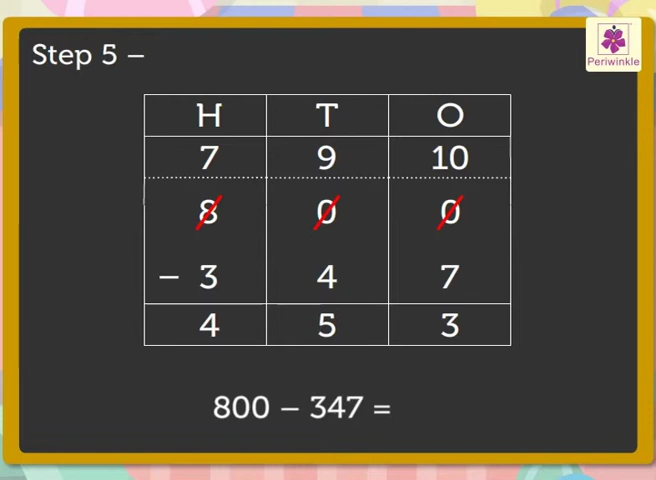 Step 5 –
Periwinkle
H T O
7 9 10
8 0 0
– 3 4 7
4 5 3
800 – 347 =